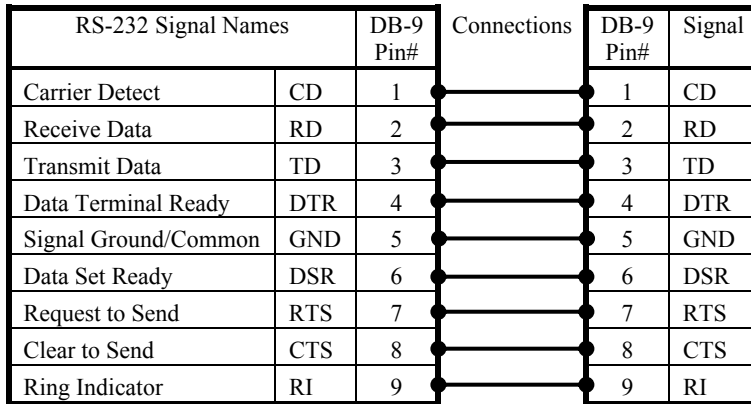 RS-232 Signal Names DB-9 Pin# Connections DB-9 Pin# Signal
Carrier Detect CD 1 1 CD
Receive Data RD 2 2 RD
Transmit Data TD 3 3 TD
Data Terminal Ready DTR 4 4 DTR
Signal Ground/Common GND 5 5 GND
Data Set Ready DSR 6 6 DSR
Request to Send RTS 7 7 RTS
Clear to Send CTS 8 8 CTS
Ring Indicator RI 9 9 RI